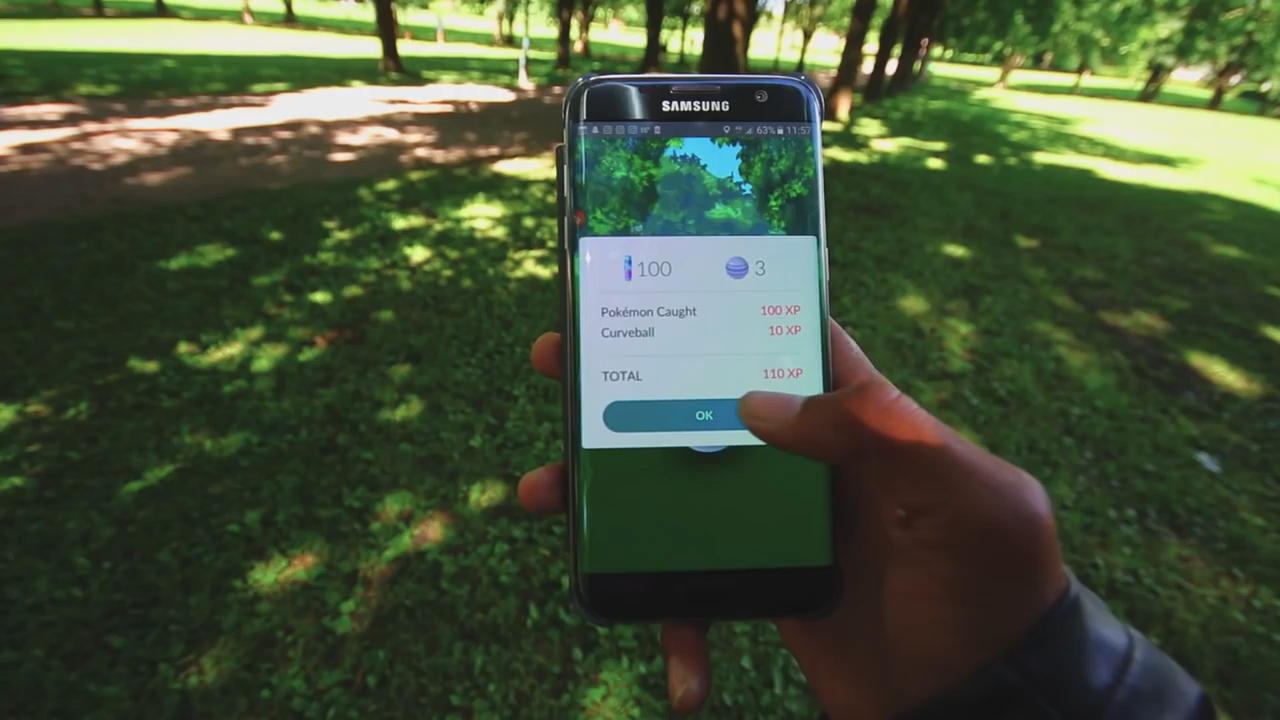 SAMSUNG
63% 11:57
100 3
Pokémon Caught 100 XP
Curveball 10 XP
TOTAL 110 XP
OK